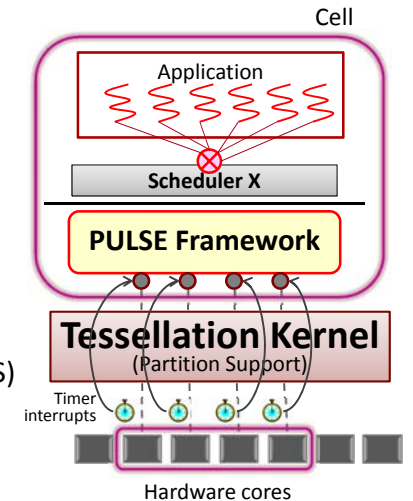 Cell
Application
Scheduler X
PULSE Framework
Tessellation Kernel
(Partition Support)
S)
Timer
interrupts
Hardware cores